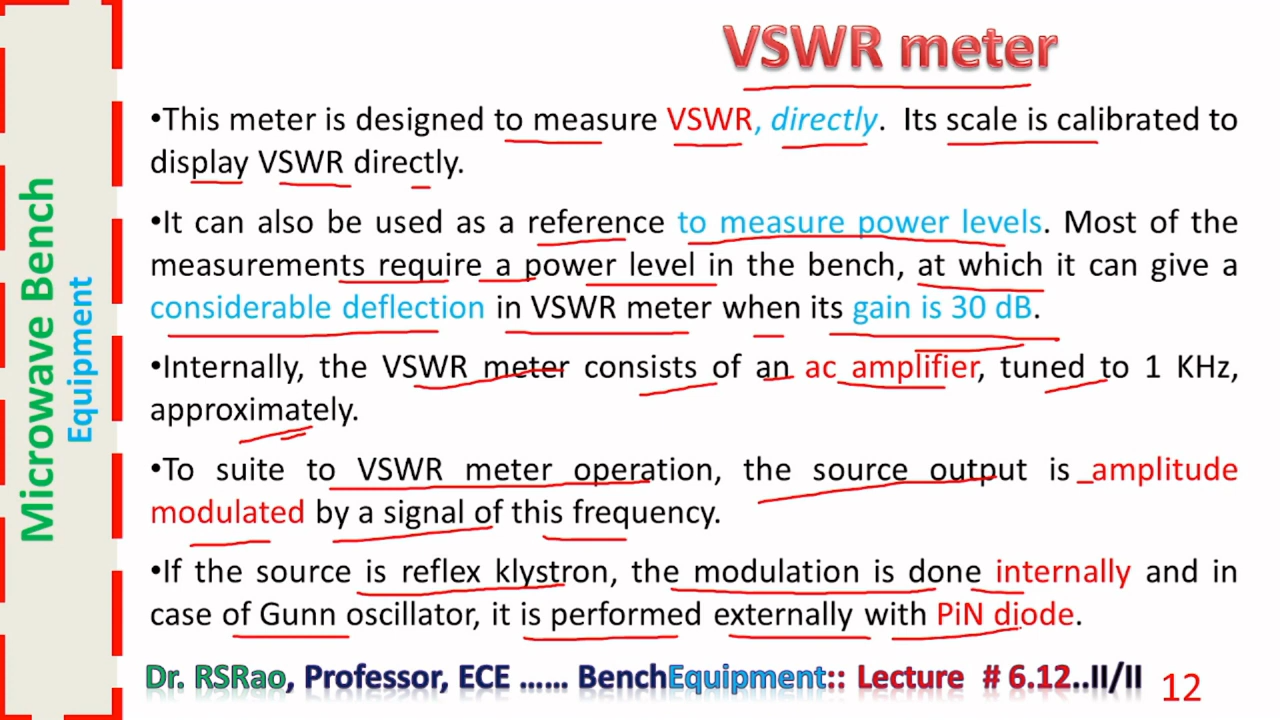 VSWR meter
•This meter is designed to measure VSWR, directly. Its scale is calibrated to
display VSWR directly.
•It can also be used as a reference to measure power levels. Most of the
measurements require a power level in the bench, at which it can give a
considerable deflection in VSWR meter when its gain is 30 dB.
•Internally, the VSWR meter consists of an ac amplifier, tuned to 1 KHz,
approximately.
•To suite to VSWR meter operation, the source output is amplitude
modulated by a signal of this frequency.
•If the source is reflex klystron, the modulation is done internally and in
case of Gunn oscillator, it is performed externally with PiN diode.
Microwave Bench
Equipment
Dr. RSRao, Professor, ECE ...... BenchEquipment:: Lecture # 6.12..II/II
12